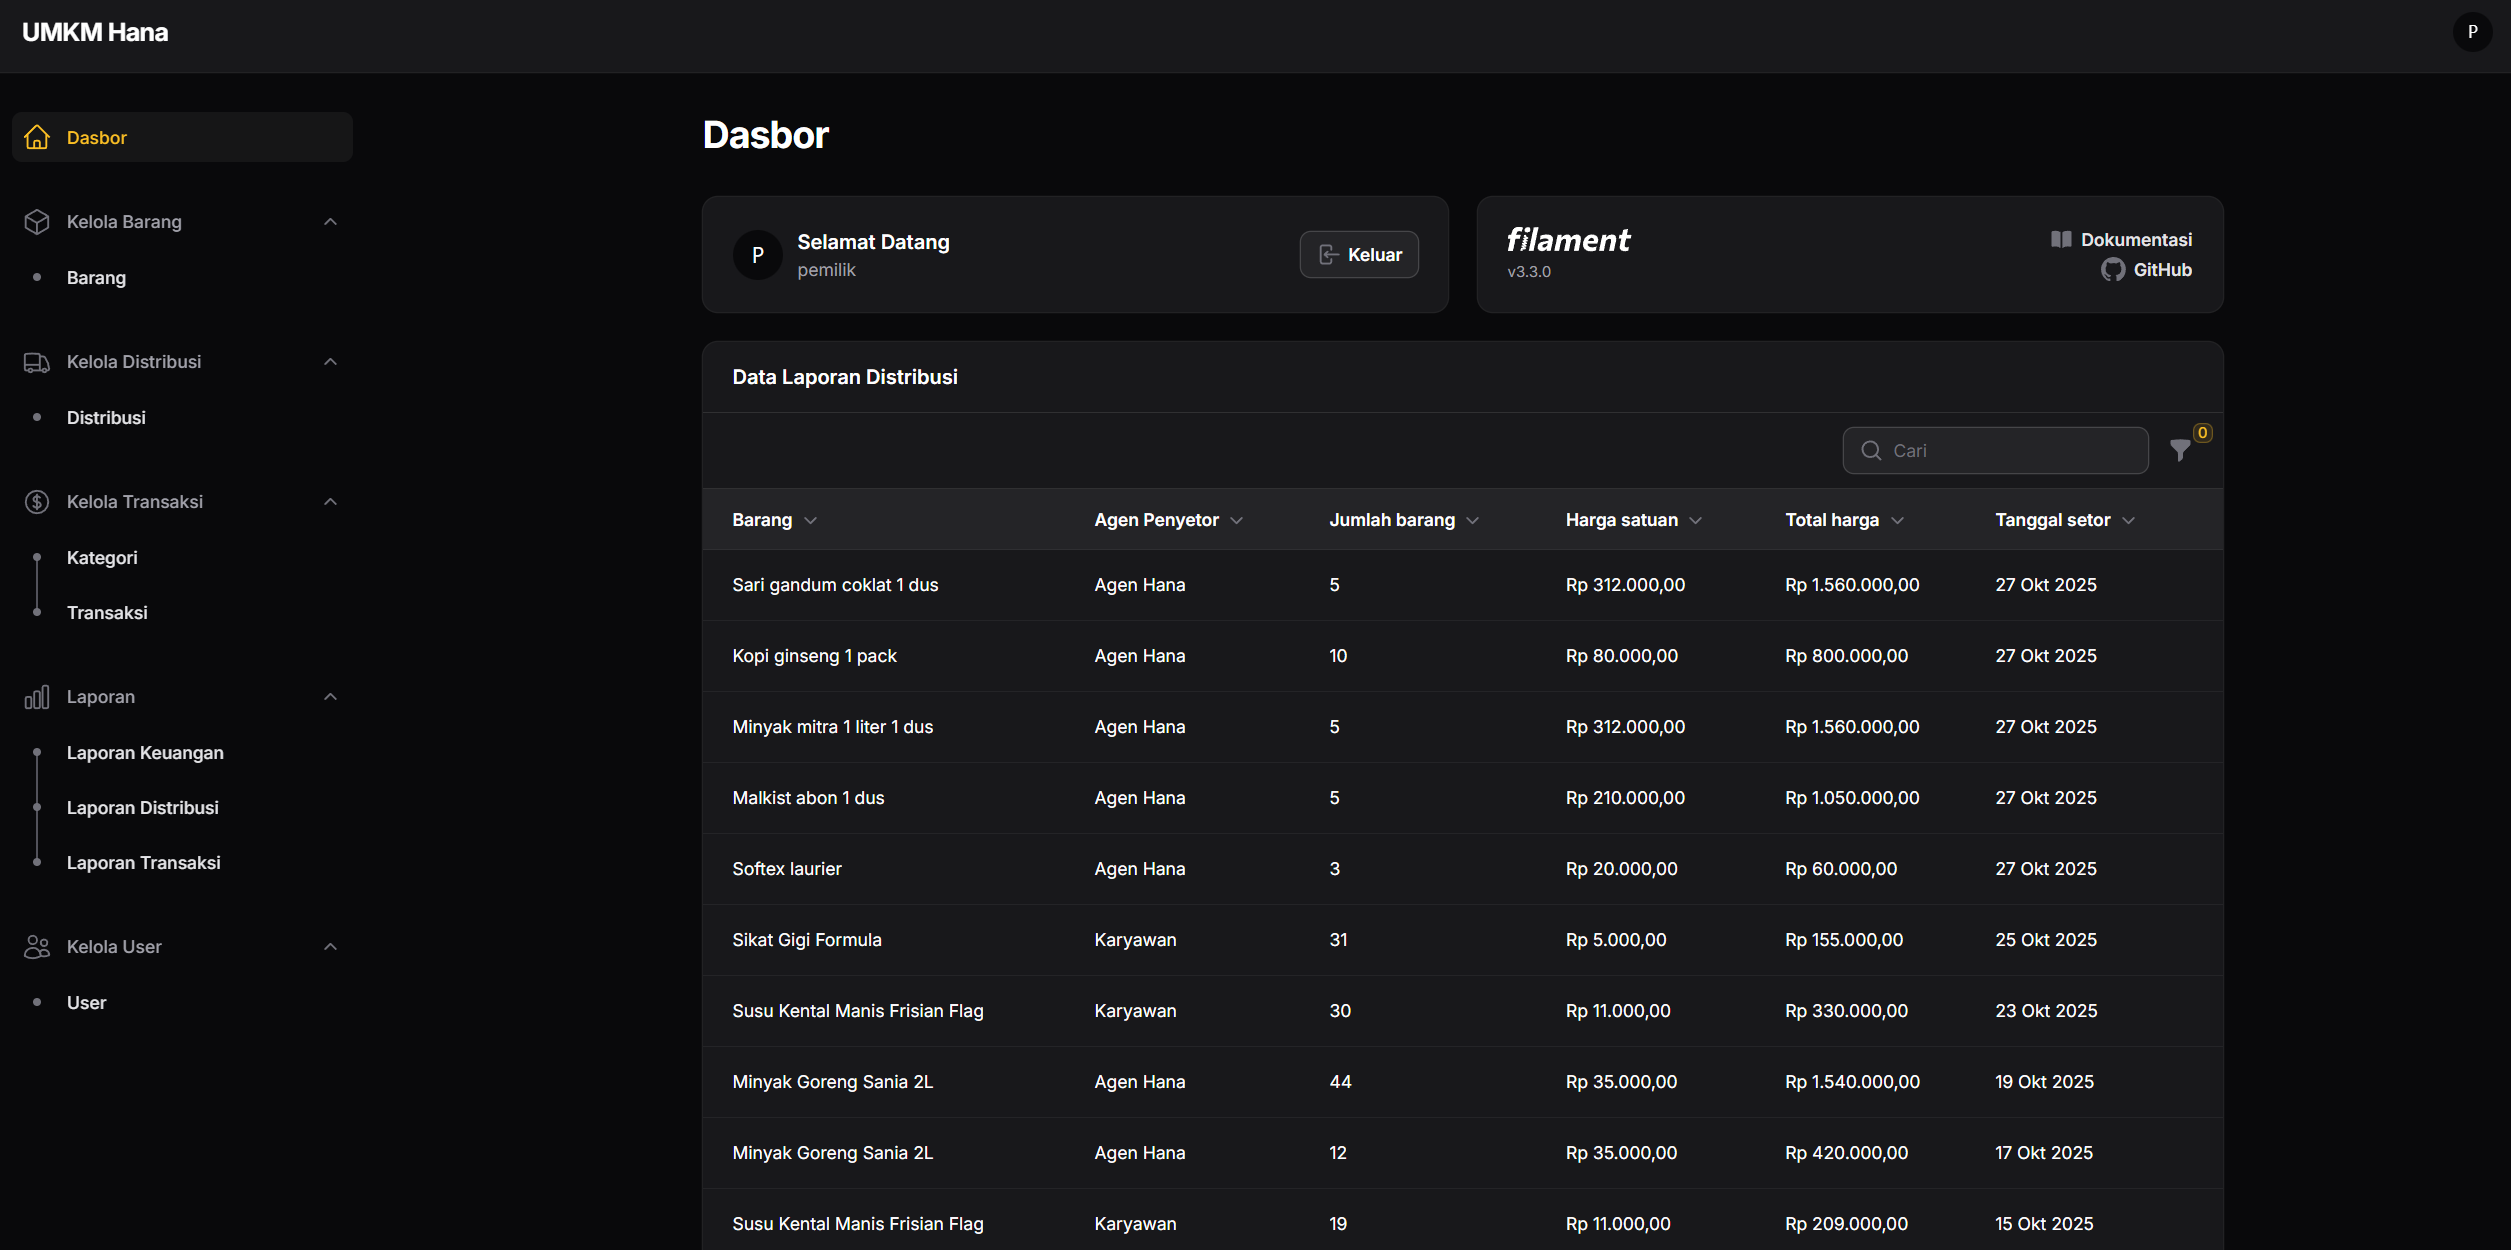 UMKM Hana
P
Dasbor
Kelola Barang
Barang
Kelola Distribusi
Distribusi
Kelola Transaksi
Kategori
Transaksi
Laporan
Laporan Keuangan
Laporan Distribusi
Laporan Transaksi
Kelola User
User
Dasbor
P
Selamat Datang
pemilik
Keluar
filament
v3.3.0
Dokumentasi
GitHub
Data Laporan Distribusi
Cari
0
Barang Agen Penyetor Jumlah barang Harga satuan Total harga Tanggal setor
Sari gandum coklat 1 dus Agen Hana 5 Rp 312.000,00 Rp 1.560.000,00 27 Okt 2025
Kopi ginseng 1 pack Agen Hana 10 Rp 80.000,00 Rp 800.000,00 27 Okt 2025
Minyak mitra 1 liter 1 dus Agen Hana 5 Rp 312.000,00 Rp 1.560.000,00 27 Okt 2025
Malkist abon 1 dus Agen Hana 5 Rp 210.000,00 Rp 1.050.000,00 27 Okt 2025
Softex laurier Agen Hana 3 Rp 20.000,00 Rp 60.000,00 27 Okt 2025
Sikat Gigi Formula Karyawan 31 Rp 5.000,00 Rp 155.000,00 25 Okt 2025
Susu Kental Manis Frisian Flag Karyawan 30 Rp 11.000,00 Rp 330.000,00 23 Okt 2025
Minyak Goreng Sania 2L Agen Hana 44 Rp 35.000,00 Rp 1.540.000,00 19 Okt 2025
Minyak Goreng Sania 2L Agen Hana 12 Rp 35.000,00 Rp 420.000,00 17 Okt 2025
Susu Kental Manis Frisian Flag Karyawan 19 Rp 11.000,00 Rp 209.000,00 15 Okt 2025